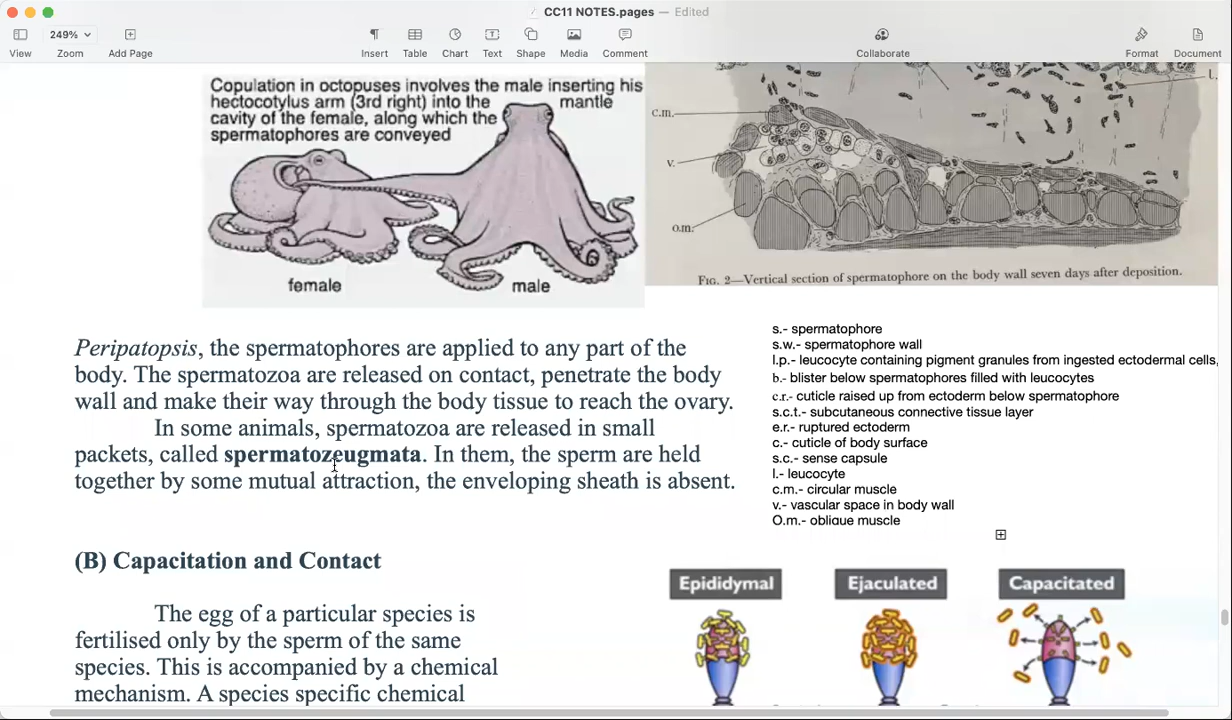 CC11 NOTES.pages — Edited
249%
View
Zoom
Add Page
Insert
Table
Chart
Text
Shape
Media
Comment
Collaborate
Format
Document
Copulation in octopuses involves the male inserting his
hectocotylus arm (3rd right) into the mantle
cavity of the female, along which the
spermatophores are conveyed
female
male
l.
c.m.
v.
o.m.
FIG. 2—Vertical section of spermatophore on the body wall seven days after deposition.
Peripatopsis, the spermatophores are applied to any part of the
body. The spermatozoa are released on contact, penetrate the body
wall and make their way through the body tissue to reach the ovary.
In some animals, spermatozoa are released in small
packets, called spermatozeugmata. In them, the sperm are held
together by some mutual attraction, the enveloping sheath is absent.
s.- spermatophore
s.w.- spermatophore wall
l.p.- leucocyte containing pigment granules from ingested ectodermal cells,
b.- blister below spermatophores filled with leucocytes
c.r.- cuticle raised up from ectoderm below spermatophore
s.c.t.- subcutaneous connective tissue layer
e.r.- ruptured ectoderm
c.- cuticle of body surface
s.c.- sense capsule
l.- leucocyte
c.m.- circular muscle
v.- vascular space in body wall
O.m.- oblique muscle
(B) Capacitation and Contact
The egg of a particular species is
fertilised only by the sperm of the same
species. This is accompanied by a chemical
mechanism. A species specific chemical
Epididymal
Ejaculated
Capacitated